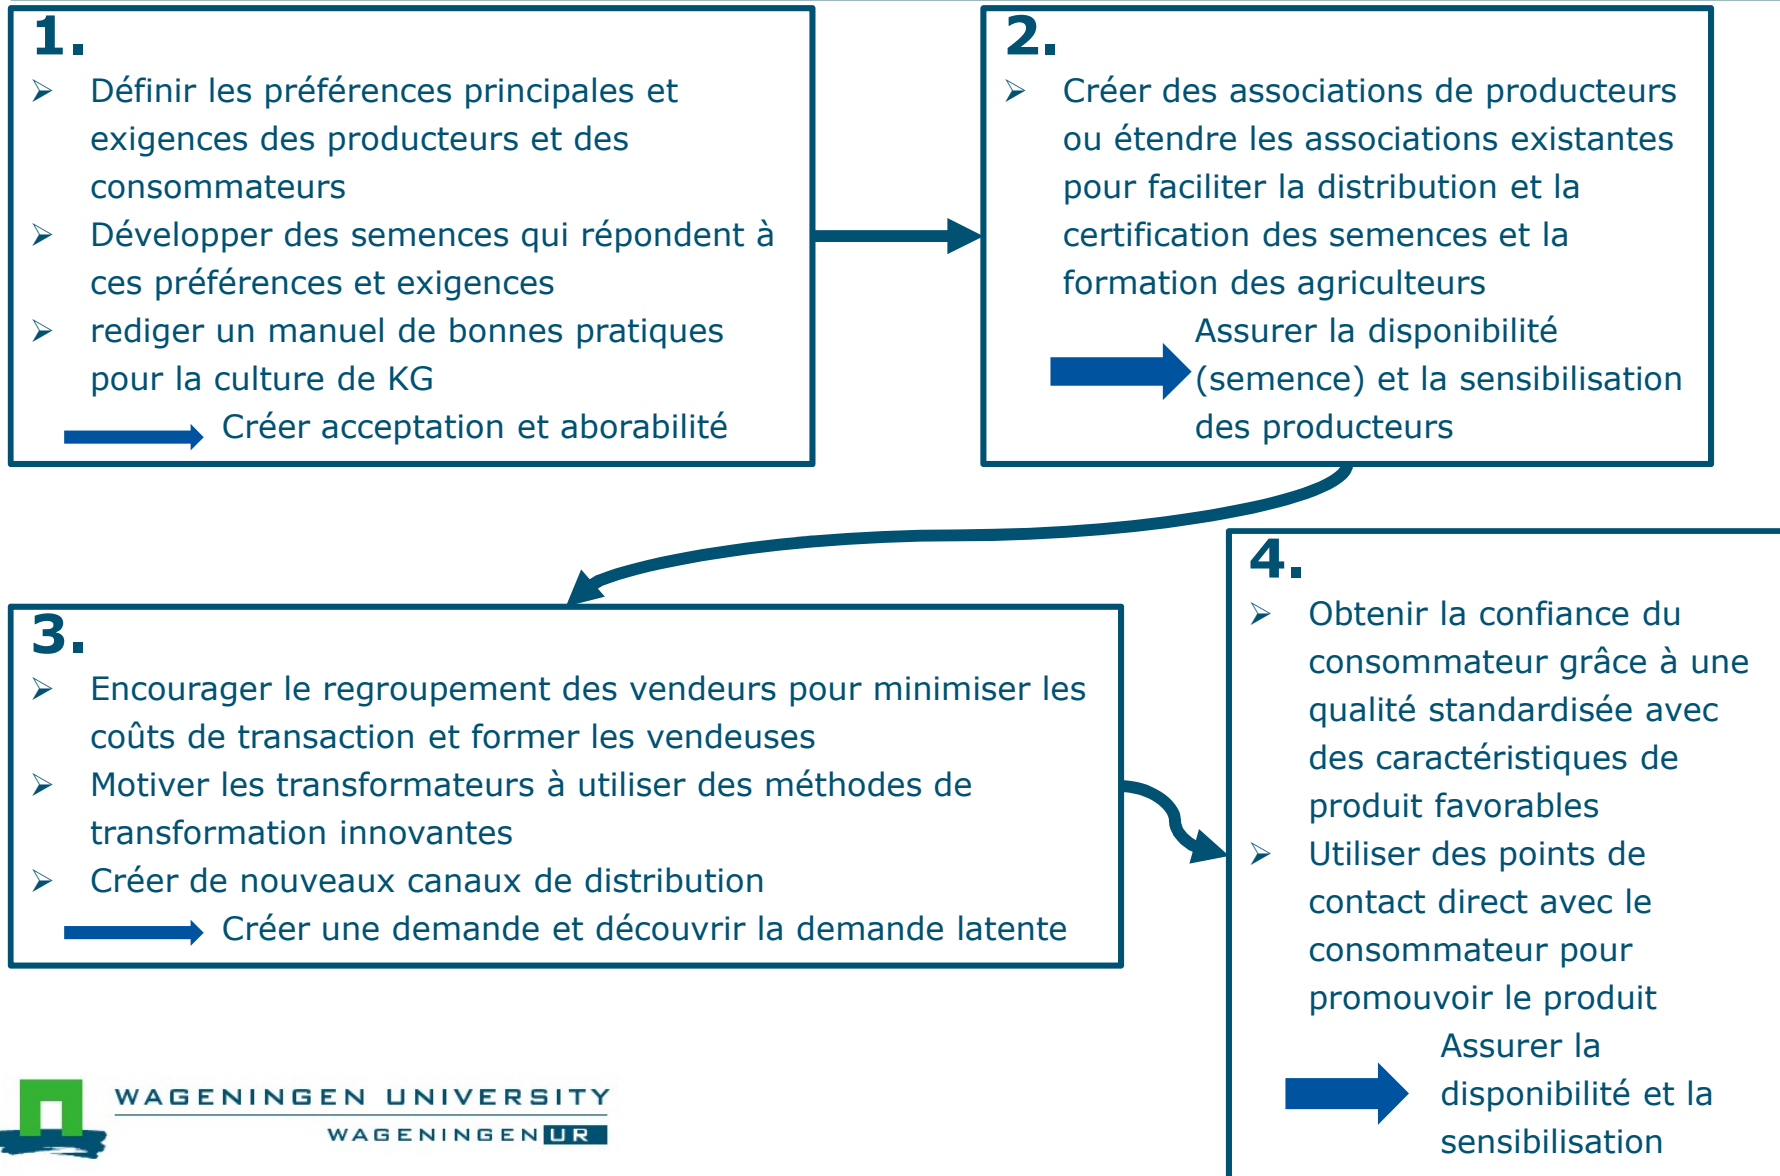 1.
➢ Définir les préférences principales et
exigences des producteurs et des
consommateurs
➢ Développer des semences qui répondent à
ces préférences et exigences
➢ rediger un manuel de bonnes pratiques
pour la culture de KG
Créer acceptation et aborabilité
2.
➢ Créer des associations de producteurs
ou étendre les associations existantes
pour faciliter la distribution et la
certification des semences et la
formation des agriculteurs
Assurer la disponibilité
(semence) et la sensibilisation
des producteurs
3.
➢ Encourager le regroupement des vendeurs pour minimiser les
coûts de transaction et former les vendeuses
➢ Motiver les transformateurs à utiliser des méthodes de
transformation innovantes
➢ Créer de nouveaux canaux de distribution
Créer une demande et découvrir la demande latente
4.
➢ Obtenir la confiance du
consommateur grâce à une
qualité standardisée avec
des caractéristiques de
produit favorables
➢ Utiliser des points de
contact direct avec le
consommateur pour
promouvoir le produit
Assurer la
disponibilité et la
sensibilisation
WAGENINGEN UNIVERSITY
WAGENINGEN UR